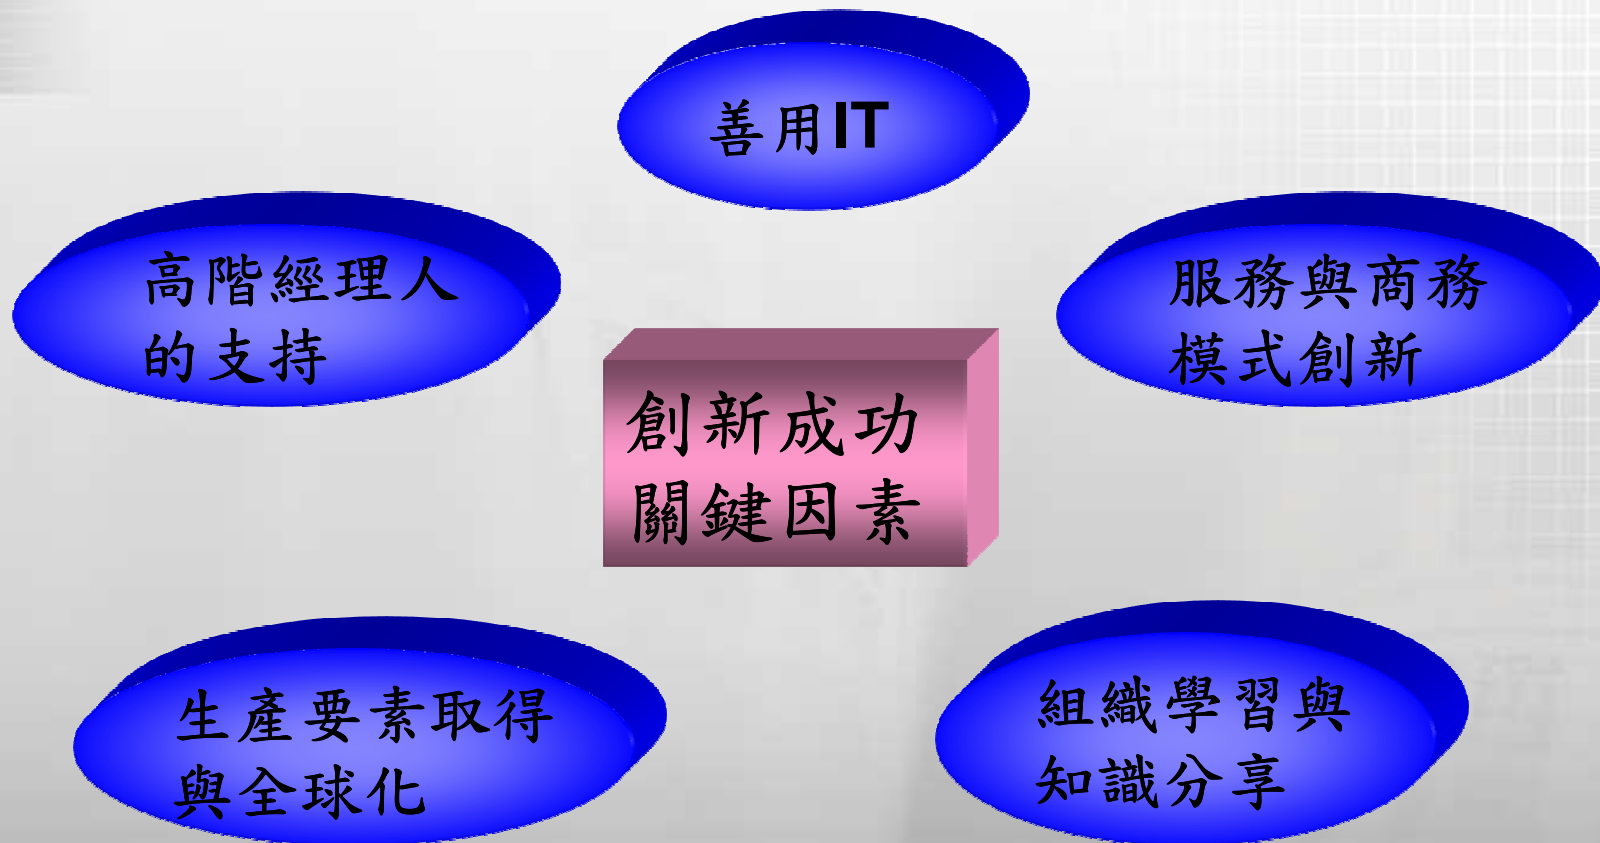 善用IT
高階經理人
的支持
服務與商務
模式創新
創新成功
關鍵因素
生產要素取得
與全球化
組織學習與
知識分享